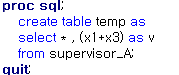 proc sql;
create table temp as
select * , (x1+x3) as v
from supervisor_A;
quit;